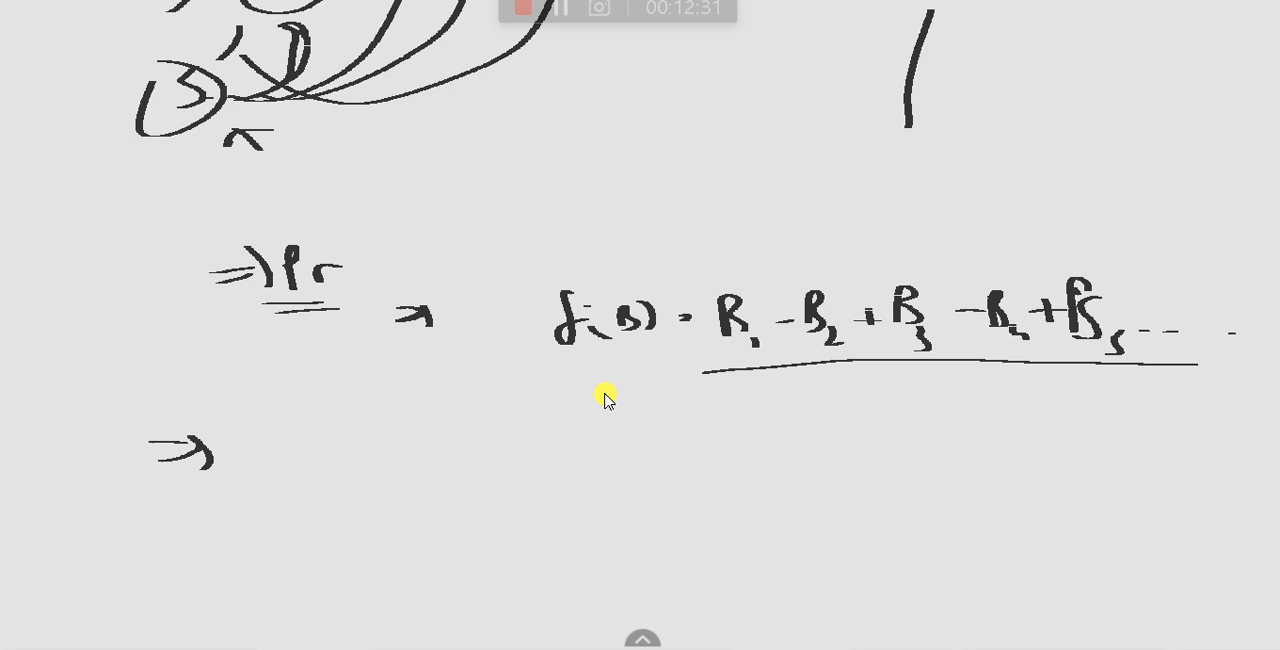 00:12:31
B
⇒ Pr → f(B) = B₁ - B₂ + B₃ - B₄ + B₅ - - -
⇒